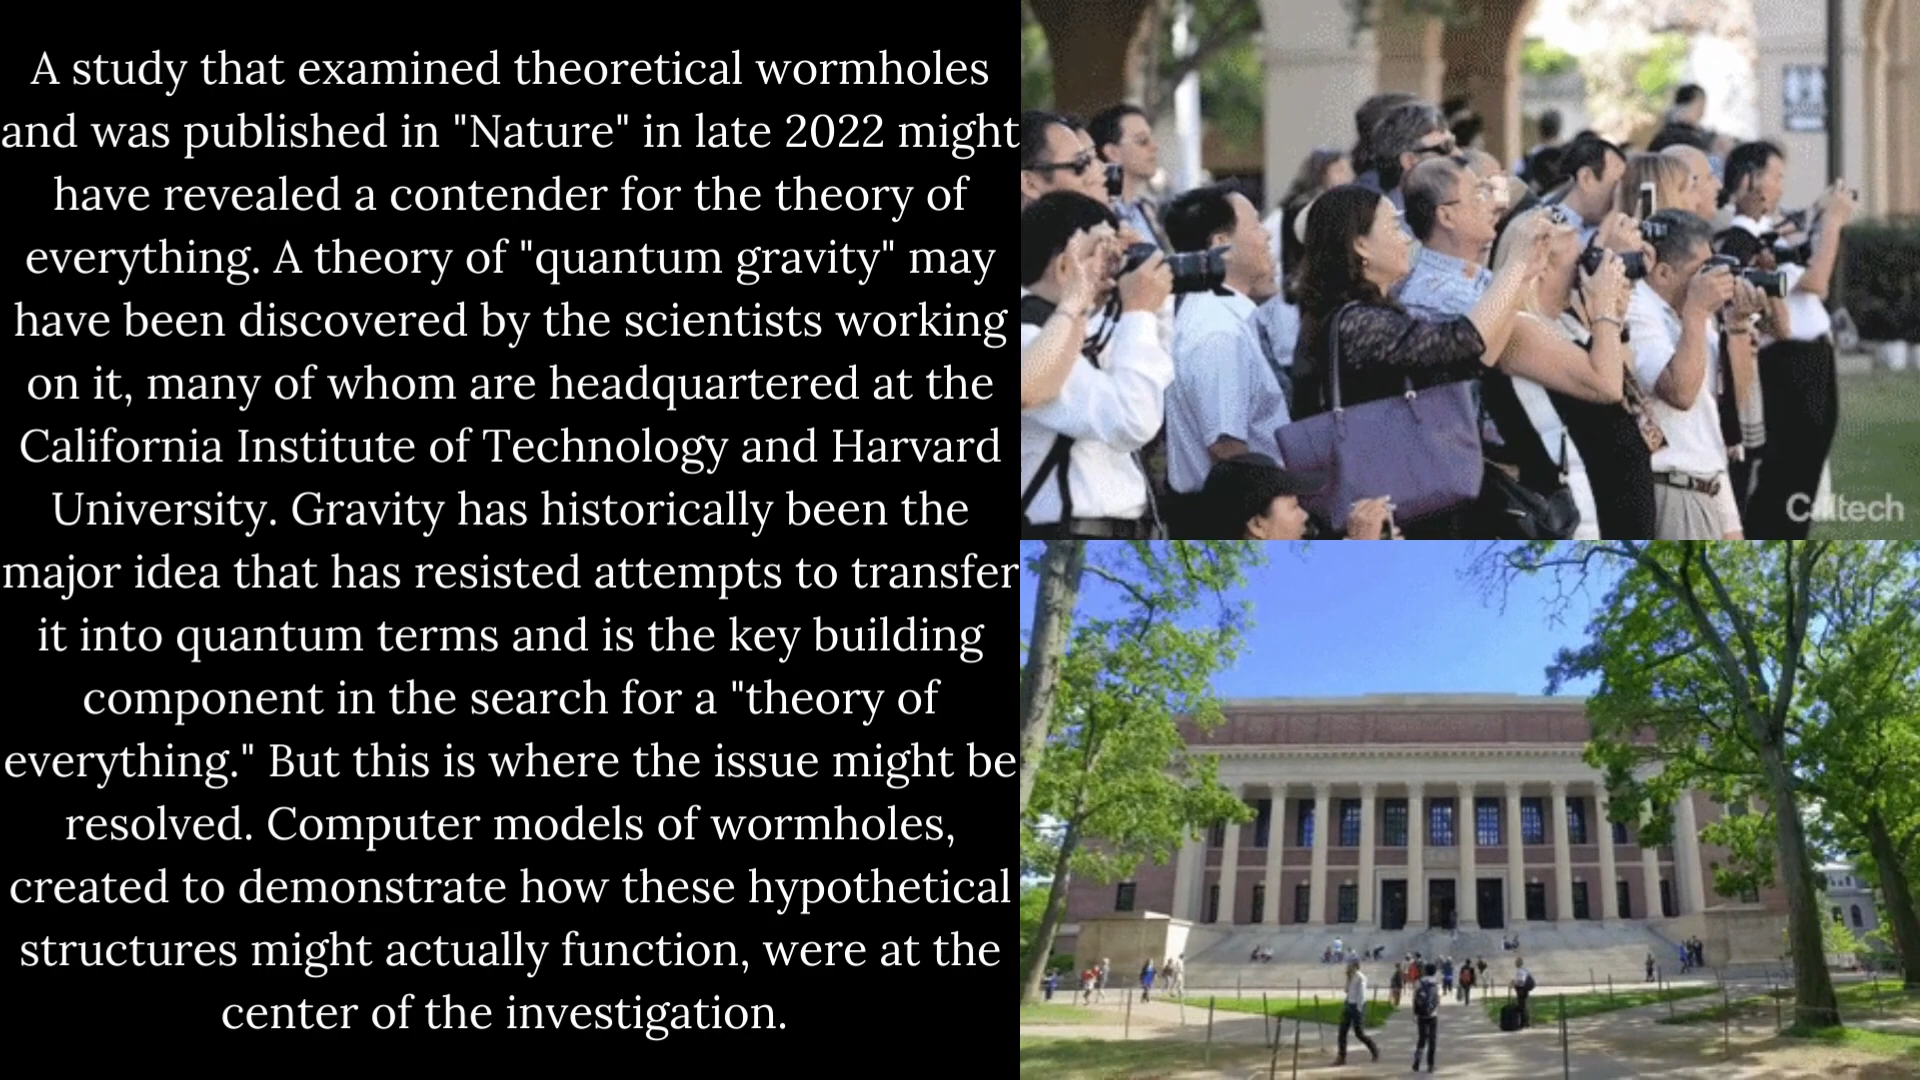 A study that examined theoretical wormholes
and was published in "Nature" in late 2022 might
have revealed a contender for the theory of
everything. A theory of "quantum gravity" may
have been discovered by the scientists working
on it, many of whom are headquartered at the
California Institute of Technology and Harvard
University. Gravity has historically been the
major idea that has resisted attempts to transfer
it into quantum terms and is the key building
component in the search for a "theory of
everything." But this is where the issue might be
resolved. Computer models of wormholes,
created to demonstrate how these hypothetical
structures might actually function, were at the
center of the investigation.
Caltech